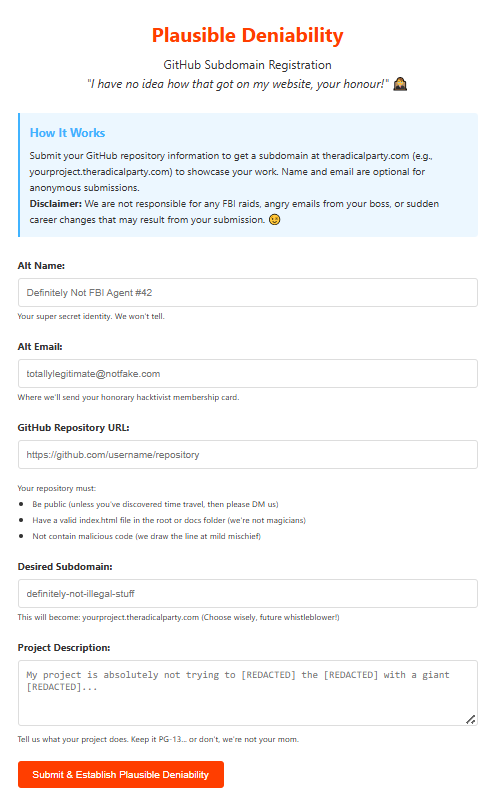 Plausible Deniability
GitHub Subdomain Registration
"I have no idea how that got on my website, your honour!" 🕵️‍♀️
How It Works
Submit your GitHub repository information to get a subdomain at theradicalparty.com (e.g.,
yourproject.theradicalparty.com) to showcase your work. Name and email are optional for
anonymous submissions.
Disclaimer: We are not responsible for any FBI raids, angry emails from your boss, or sudden
career changes that may result from your submission. 😉
Alt Name:
Definitely Not FBI Agent #42
Your super secret identity. We won't tell.
Alt Email:
totallylegitimate@notfake.com
Where we'll send your honorary hacktivist membership card.
GitHub Repository URL:
https://github.com/username/repository
Your repository must:
• Be public (unless you've discovered time travel, then please DM us)
• Have a valid index.html file in the root or docs folder (we're not magicians)
• Not contain malicious code (we draw the line at mild mischief)
Desired Subdomain:
definitely-not-illegal-stuff
This will become: yourproject.theradicalparty.com (Choose wisely, future whistleblower!)
Project Description:
My project is absolutely not trying to [REDACTED] the [REDACTED] with a giant
[REDACTED]...
Tell us what your project does. Keep it PG-13... or don't, we're not your mom.
Submit & Establish Plausible Deniability